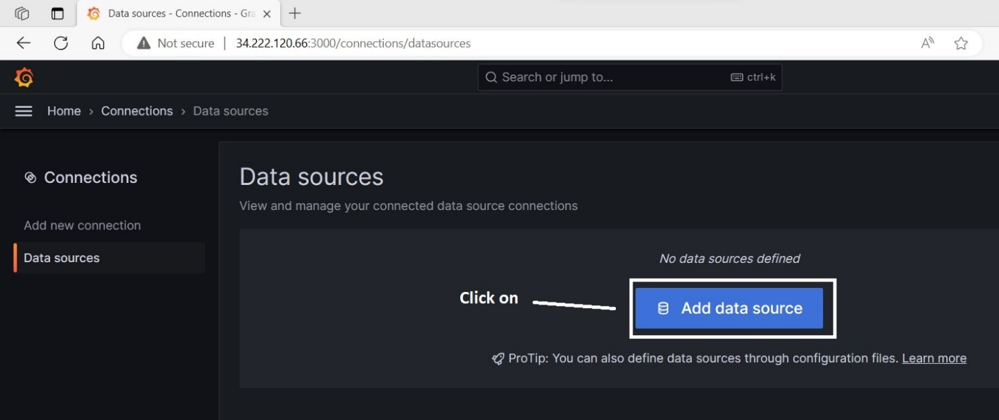 Data sources - Connections - Gra
Not secure | 34.222.120.66:3000/connections/datasources
Search or jump to... ctrl+k
Home › Connections › Data sources
Connections
Add new connection
Data sources
Data sources
View and manage your connected data source connections
No data sources defined
Click on
Add data source
ProTip: You can also define data sources through configuration files. Learn more